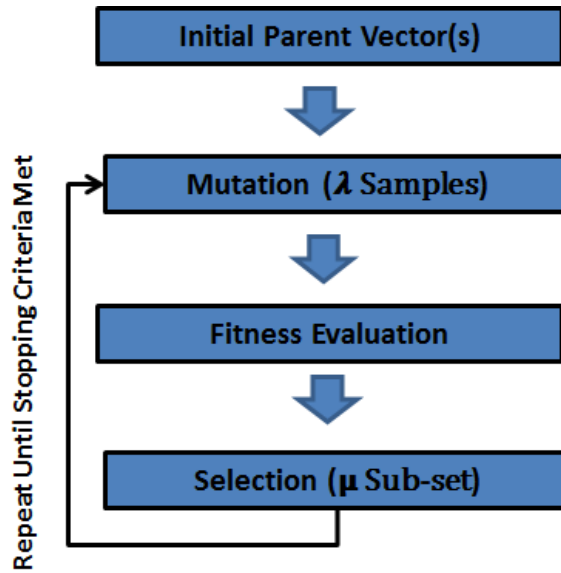 Initial Parent Vector(s)
Mutation (λ Samples)
Fitness Evaluation
Selection (μ Sub-set)
Repeat Until Stopping Criteria Met